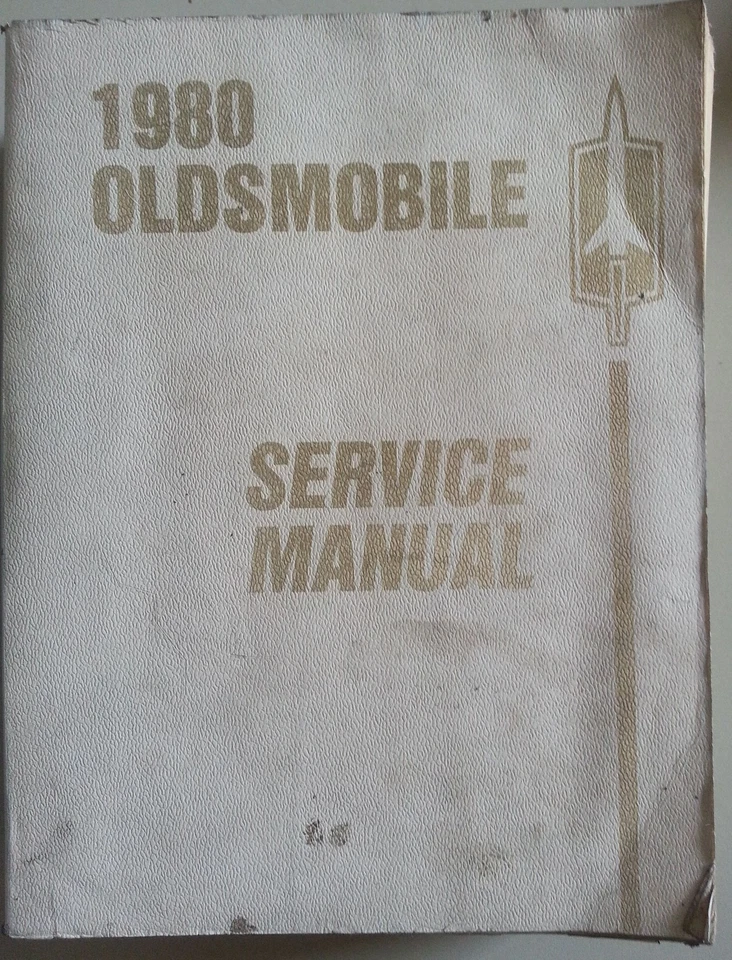 1980
OLDSMOBILE
SERVICE
MANUAL